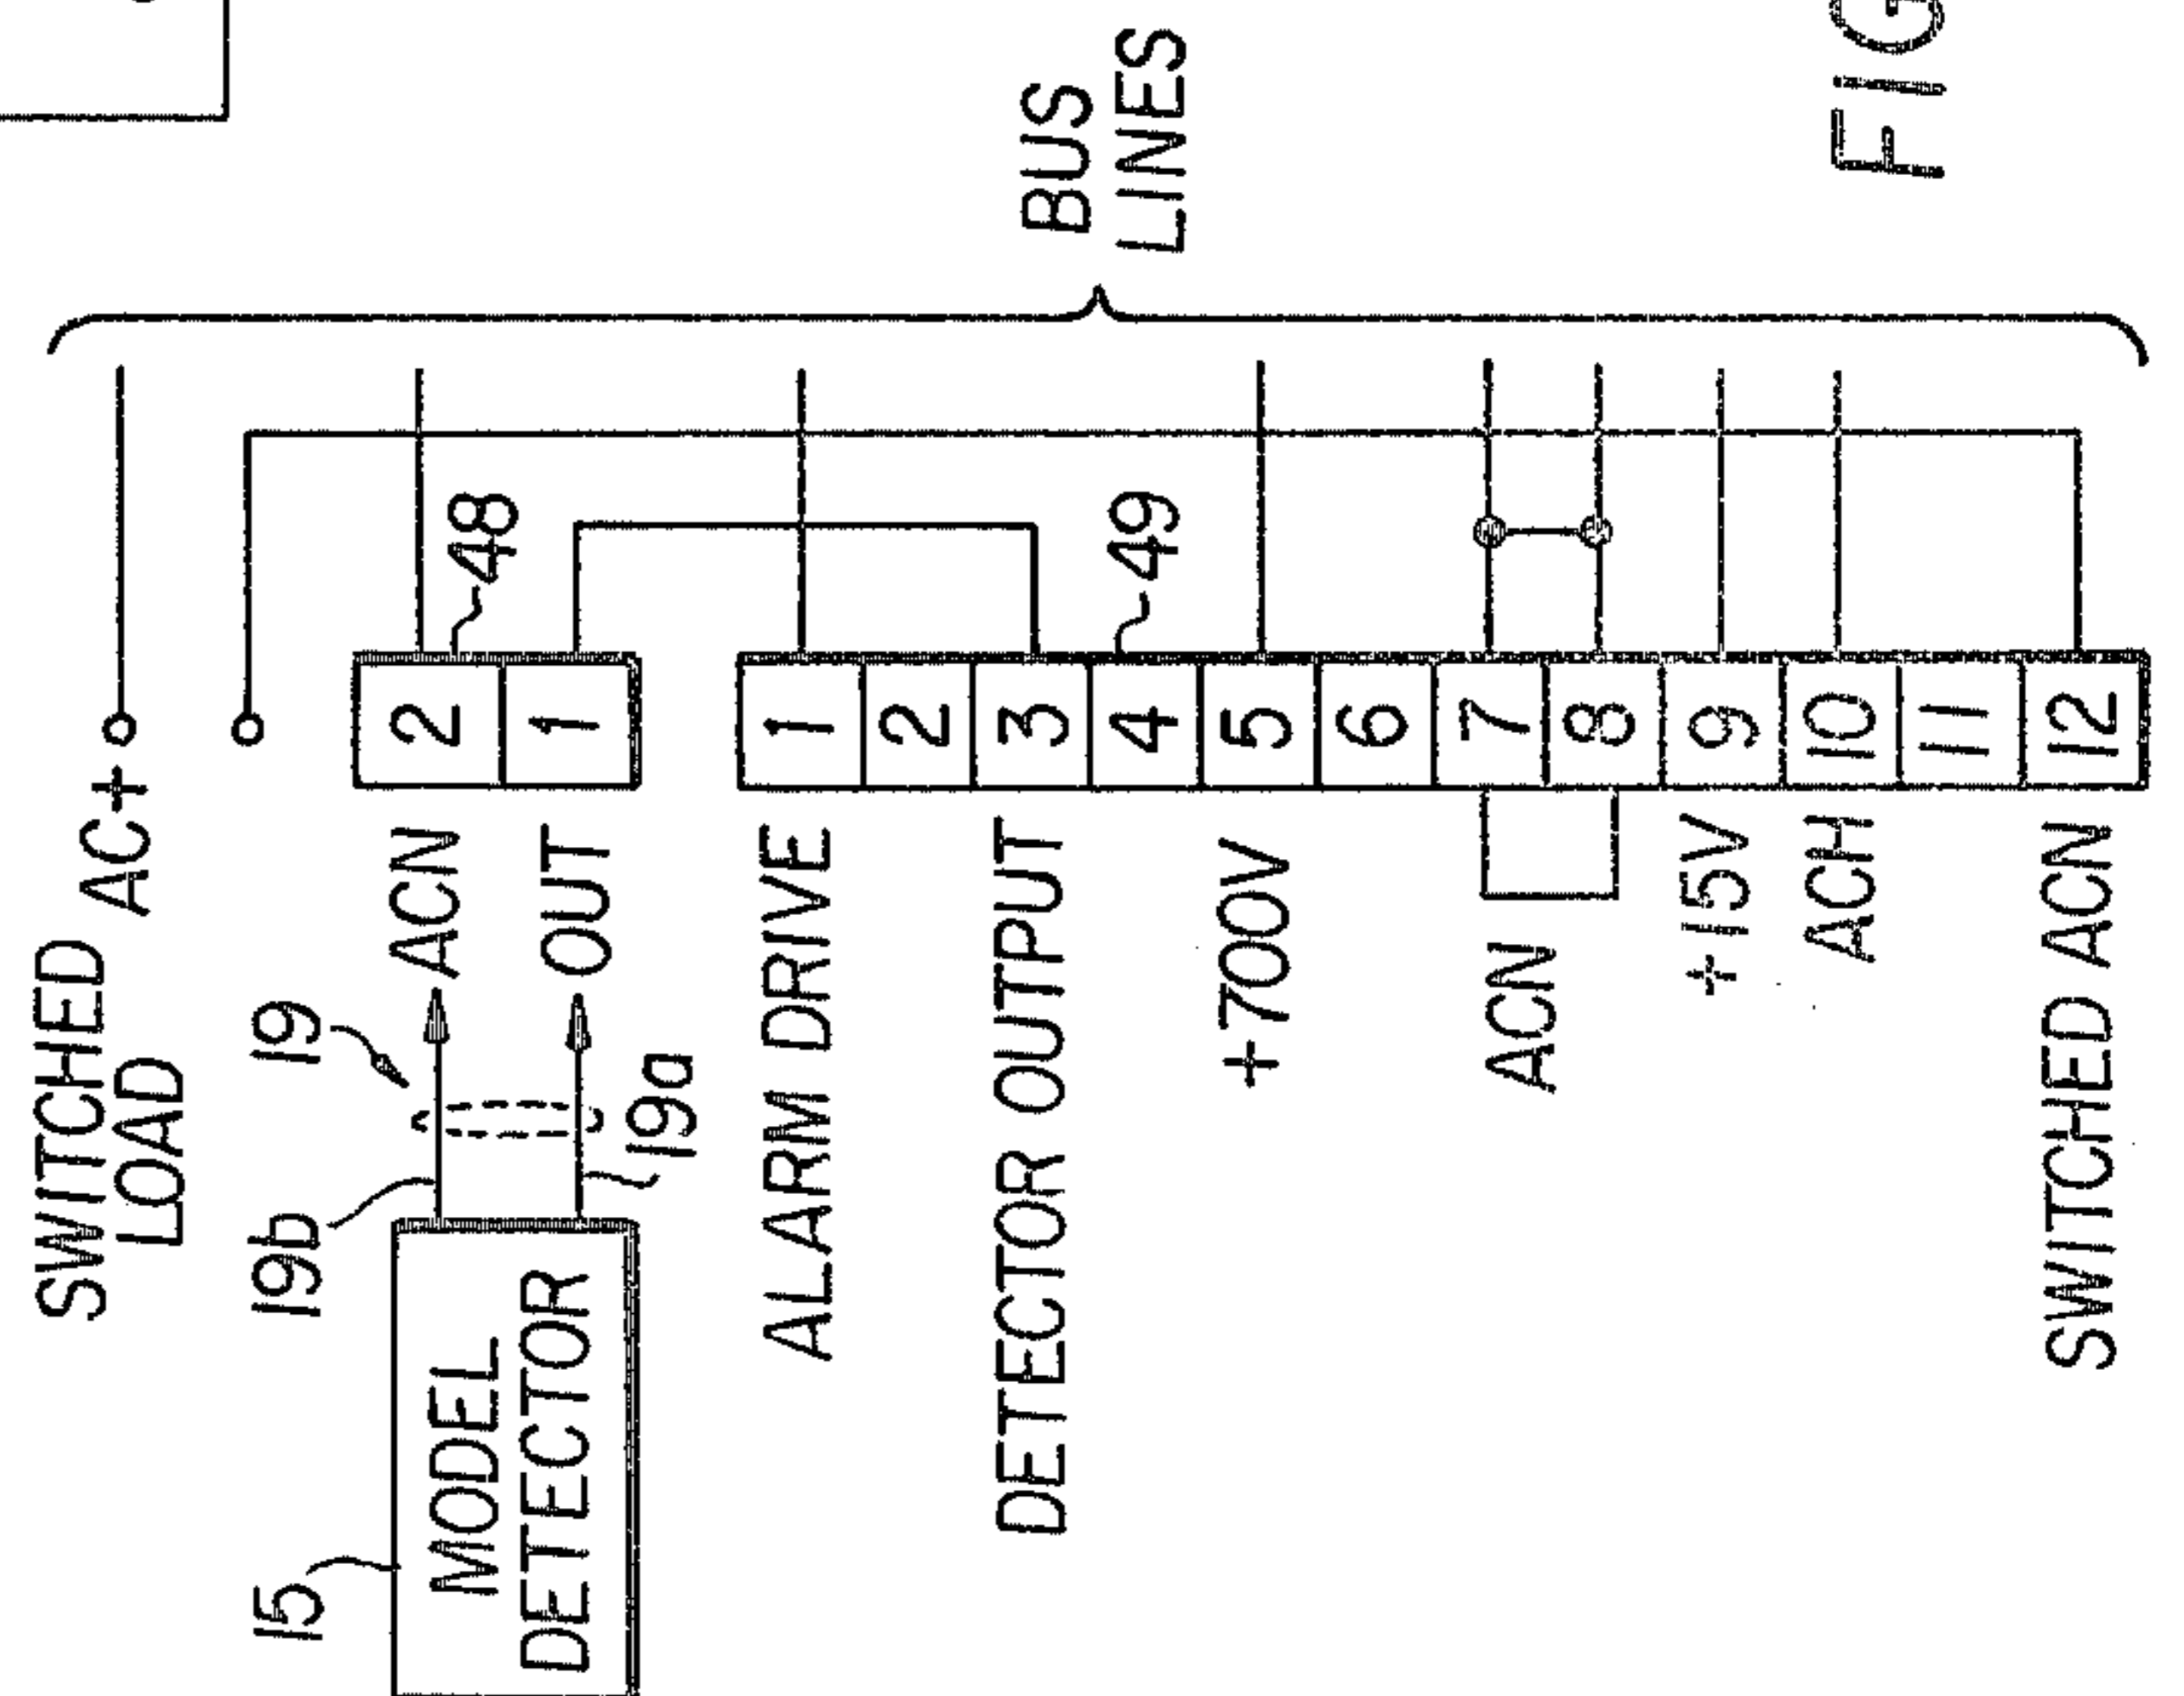 SWITCHED
LOAD
AC+
19b
19
ACN
2
48
15
MODEL
DETECTOR
OUT
1
19a
ALARM DRIVE
1
2
DETECTOR OUTPUT
3
4
49
+700V
5
6
ACN
7
8
+15V
9
ACH
10
11
SWITCHED ACN
12
BUS
LINES
FIG